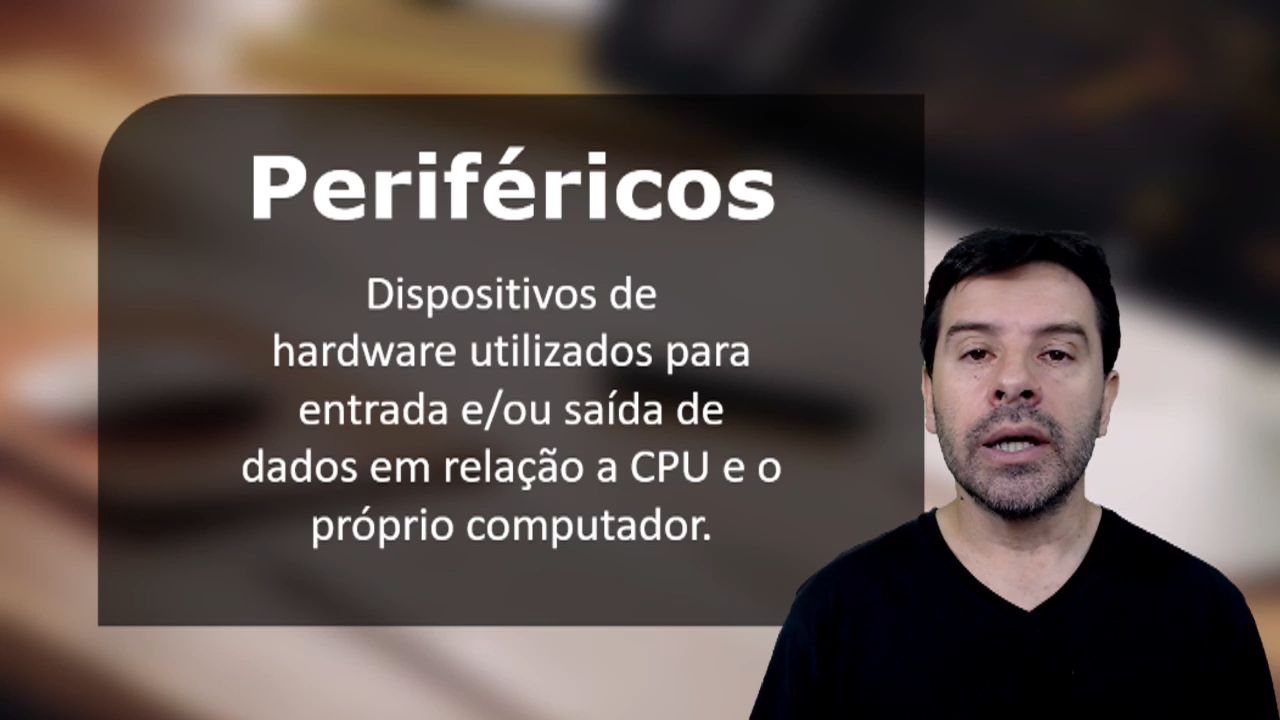 Periféricos
Dispositivos de
hardware utilizados para
entrada e/ou saída de
dados em relação a CPU e o
próprio computador.